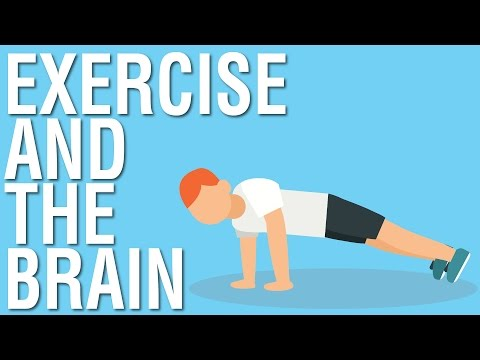 EXERCISE
AND
THE
BRAIN